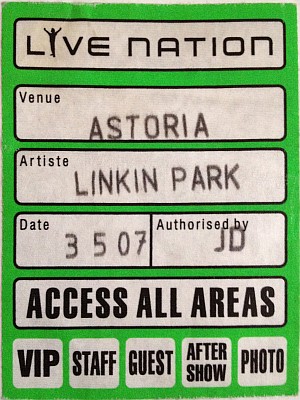 LIVE NATION
Venue
ASTORIA
Artiste
LINKIN PARK
Date
Authorised by
3 5 07
JD
ACCESS ALL AREAS
VIP STAFF GUEST AFTER SHOW PHOTO